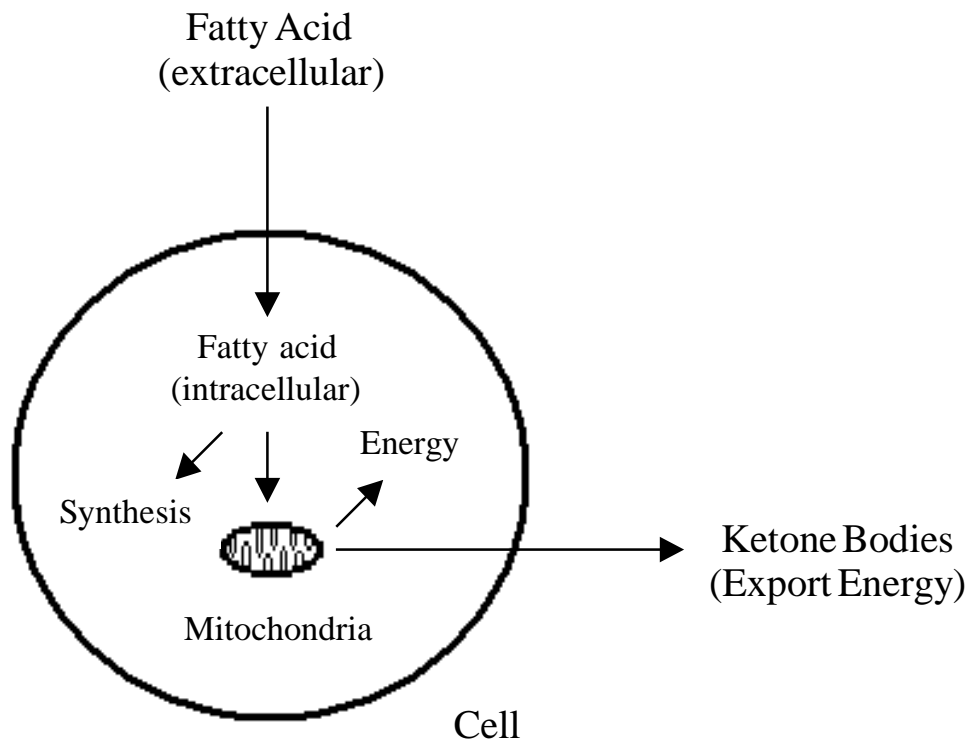 Fatty Acid
(extracellular)
Fatty acid
(intracellular)
Energy
Synthesis
Ketone Bodies
(Export Energy)
Mitochondria
Cell